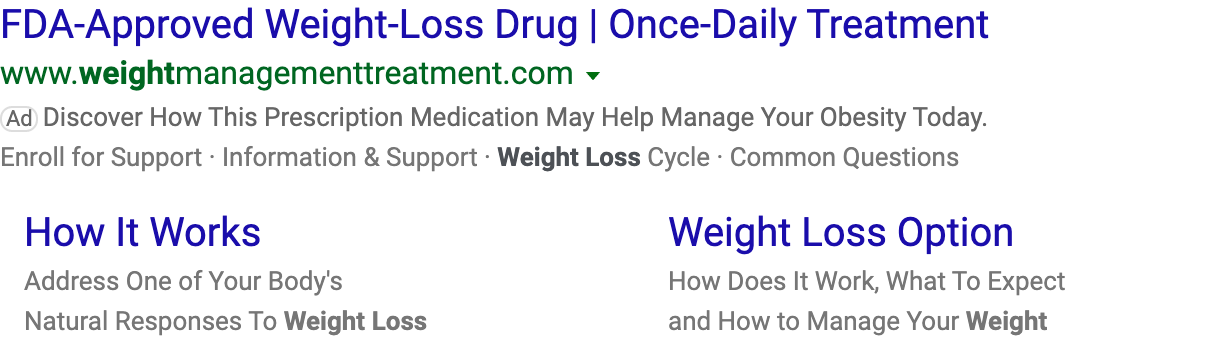 FDA-Approved Weight-Loss Drug | Once-Daily Treatment
www.weightmanagementtreatment.com
Ad Discover How This Prescription Medication May Help Manage Your Obesity Today.
Enroll for Support · Information & Support · Weight Loss Cycle · Common Questions
How It Works
Address One of Your Body's
Natural Responses To Weight Loss
Weight Loss Option
How Does It Work, What To Expect
and How to Manage Your Weight